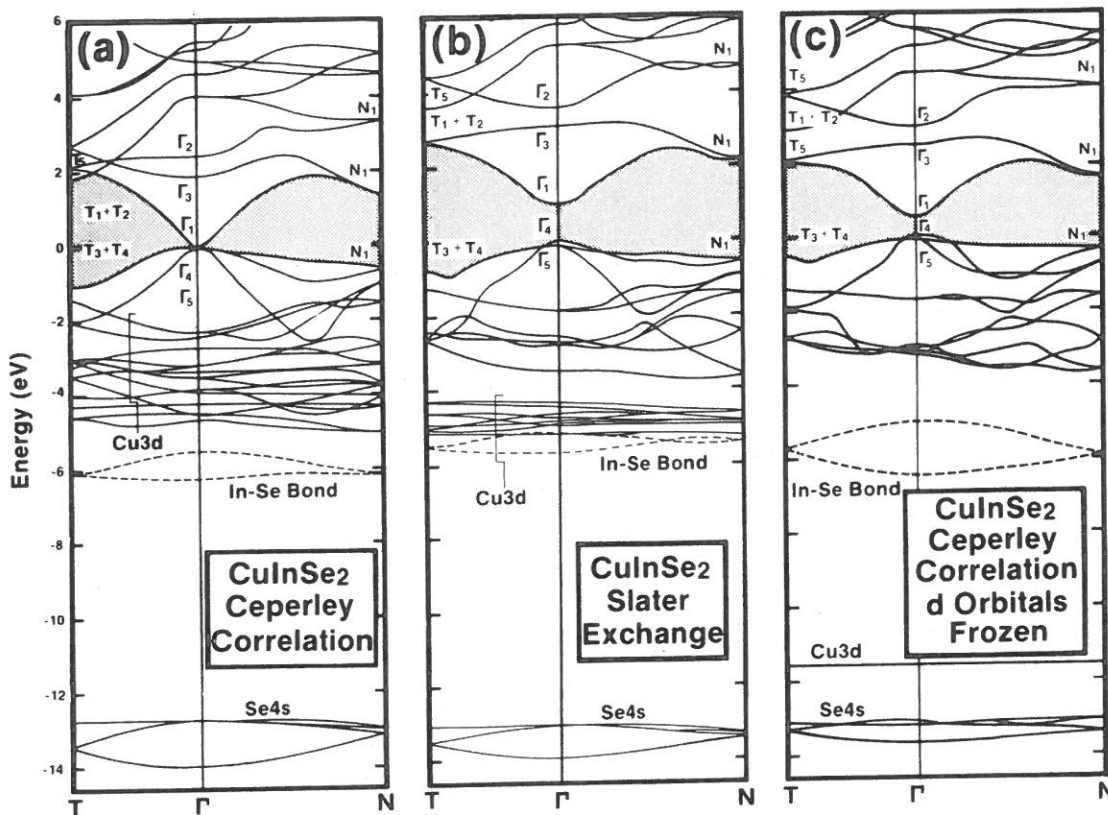 Energy (eV)
6
4
2
0
-2
-4
-6
-8
-10
-12
-14
(a)
N₁
Γ₂
T₅
Γ₃
N₁
T₁+T₂
Γ₁
T₃+T₄
N₁
Γ₄
Γ₅
Cu3d
In-Se Bond
CuInSe₂
Ceperley
Correlation
Se4s
T
Γ
N
(b)
N₁
T₅
Γ₂
T₁+T₂
Γ₃
N₁
Γ₁
Γ₄
T₃+T₄
N₁
Γ₅
In-Se Bond
Cu3d
CuInSe₂
Slater
Exchange
Se4s
T
Γ
N
(c)
T₅
N₁
Γ₂
T₁+T₂
T₅
Γ₃
N₁
Γ₁
Γ₄
T₃+T₄
N₁
Γ₅
In-Se Bond
CuInSe₂
Ceperley
Correlation
d Orbitals
Frozen
Cu3d
Se4s
T
Γ
N